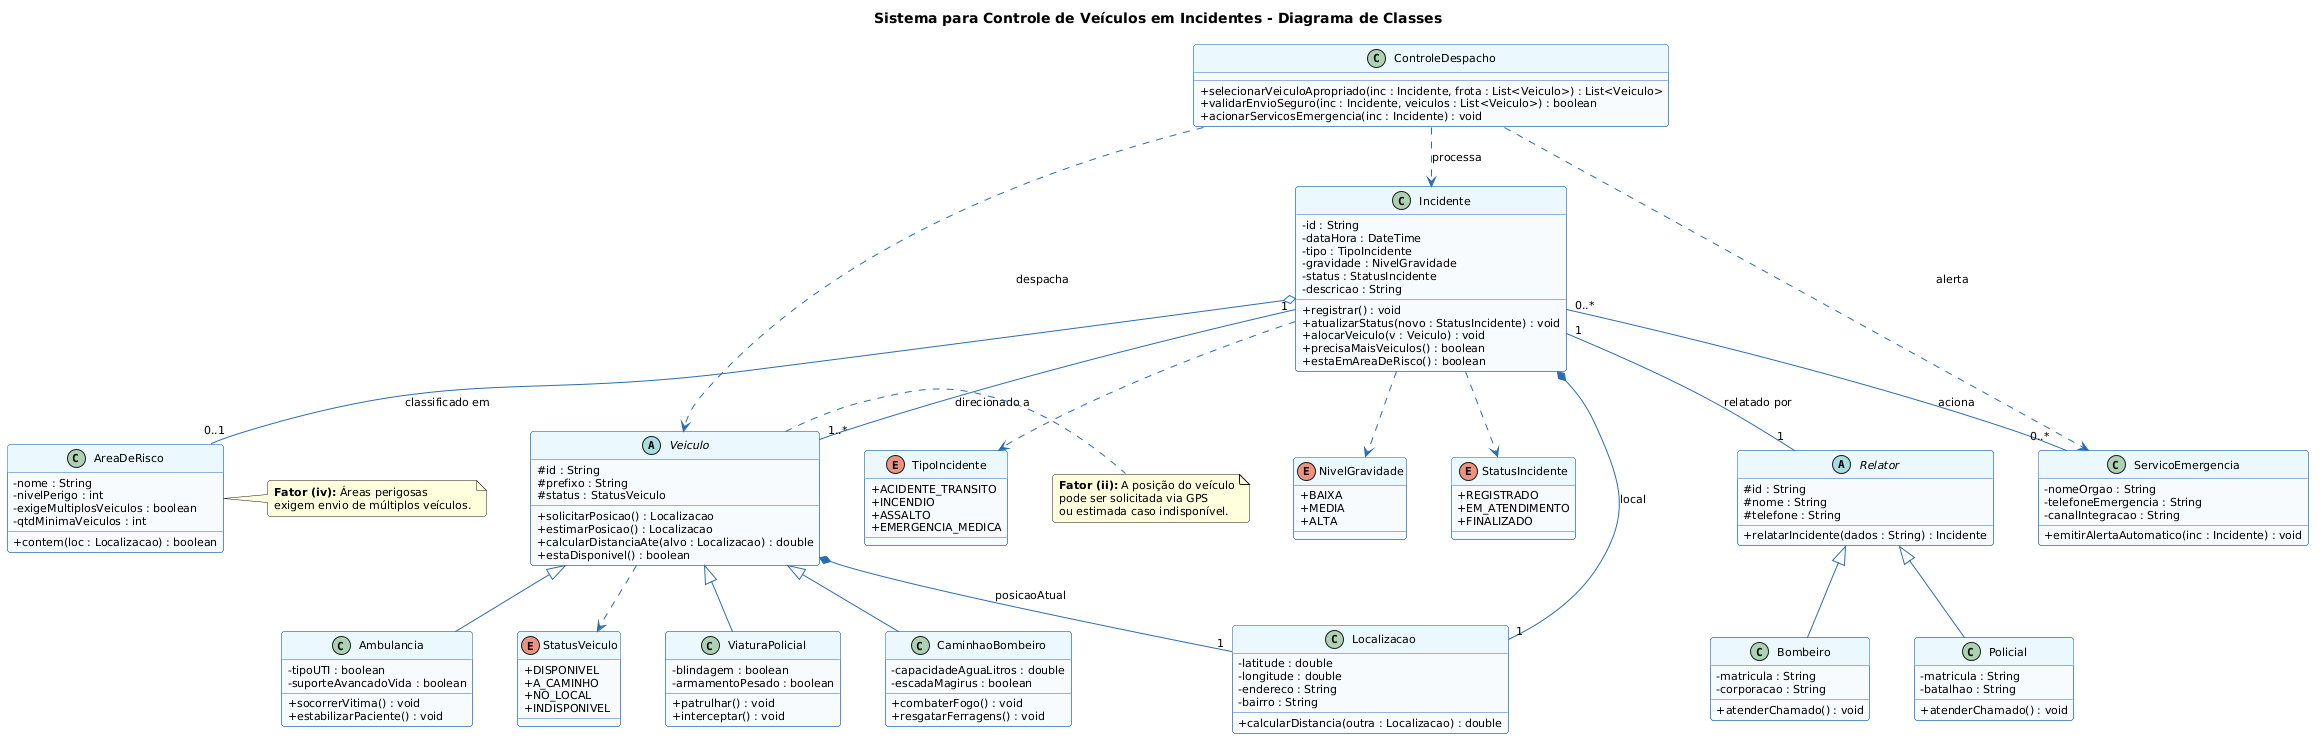 Sistema para Controle de Veículos em Incidentes - Diagrama de Classes
C ControleDespacho
+selecionarVeiculoApropriado(inc : Incidente, frota : List<Veiculo>) : List<Veiculo>
+validarEnvioSeguro(inc : Incidente, veiculos : List<Veiculo>) : boolean
+acionarServicosEmergencia(inc : Incidente) : void
processa
despacha
alerta
C Incidente
-id : String
-dataHora : DateTime
-tipo : TipoIncidente
-gravidade : NivelGravidade
-status : StatusIncidente
-descricao : String
+registrar() : void
+atualizarStatus(novo : StatusIncidente) : void
+alocarVeiculo(v : Veiculo) : void
+precisaMaisVeiculos() : boolean
+estaEmAreaDeRisco() : boolean
1
0..*
1
classificado em
direcionado a
relatado por
aciona
0..1
1..*
1
0..*
local
C AreaDeRisco
-nome : String
-nivelPerigo : int
-exigeMultiplosVeiculos : boolean
-qtdMinimaVeiculos : int
+contem(loc : Localizacao) : boolean
Fator (iv): Áreas perigosas
exigem envio de múltiplos veículos.
A Veiculo
#id : String
#prefixo : String
#status : StatusVeiculo
+solicitarPosicao() : Localizacao
+estimarPosicao() : Localizacao
+calcularDistanciaAte(alvo : Localizacao) : double
+estaDisponivel() : boolean
E TipoIncidente
+ACIDENTE_TRANSITO
+INCENDIO
+ASSALTO
+EMERGENCIA_MEDICA
Fator (ii): A posição do veículo
pode ser solicitada via GPS
ou estimada caso indisponível.
E NivelGravidade
+BAIXA
+MEDIA
+ALTA
E StatusIncidente
+REGISTRADO
+EM_ATENDIMENTO
+FINALIZADO
A Relator
#id : String
#nome : String
#telefone : String
+relatarIncidente(dados : String) : Incidente
C ServicoEmergencia
-nomeOrgao : String
-telefoneEmergencia : String
-canalIntegracao : String
+emitirAlertaAutomatico(inc : Incidente) : void
posicaoAtual
1
1
C Ambulancia
-tipoUTI : boolean
-suporteAvancadoVida : boolean
+socorrerVitima() : void
+estabilizarPaciente() : void
E StatusVeiculo
+DISPONIVEL
+A_CAMINHO
+NO_LOCAL
+INDISPONIVEL
C ViaturaPolicial
-blindagem : boolean
-armamentoPesado : boolean
+patrulhar() : void
+interceptar() : void
C CaminhaoBombeiro
-capacidadeAguaLitros : double
-escadaMagirus : boolean
+combaterFogo() : void
+resgatarFerragens() : void
C Localizacao
-latitude : double
-longitude : double
-endereco : String
-bairro : String
+calcularDistancia(outra : Localizacao) : double
C Bombeiro
-matricula : String
-corporacao : String
+atenderChamado() : void
C Policial
-matricula : String
-batalhao : String
+atenderChamado() : void